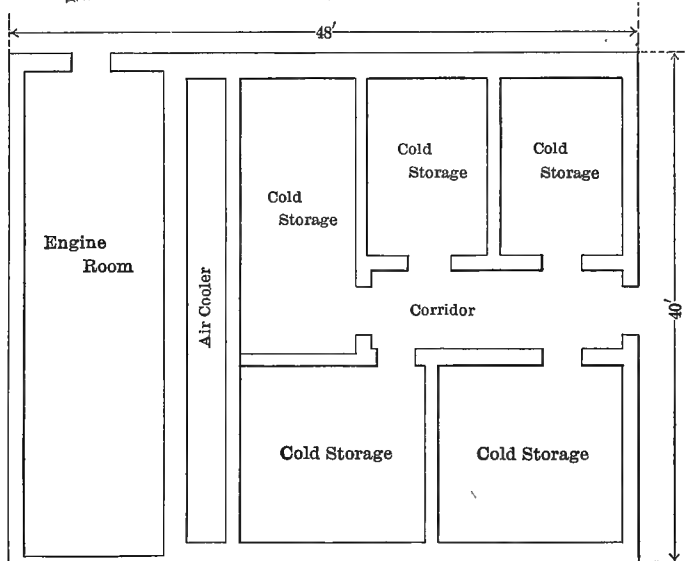 48′
Cold
Storage
Cold
Storage
Cold
Storage
Engine
Room
Air Cooler
Corridor
40′
Cold Storage
Cold Storage